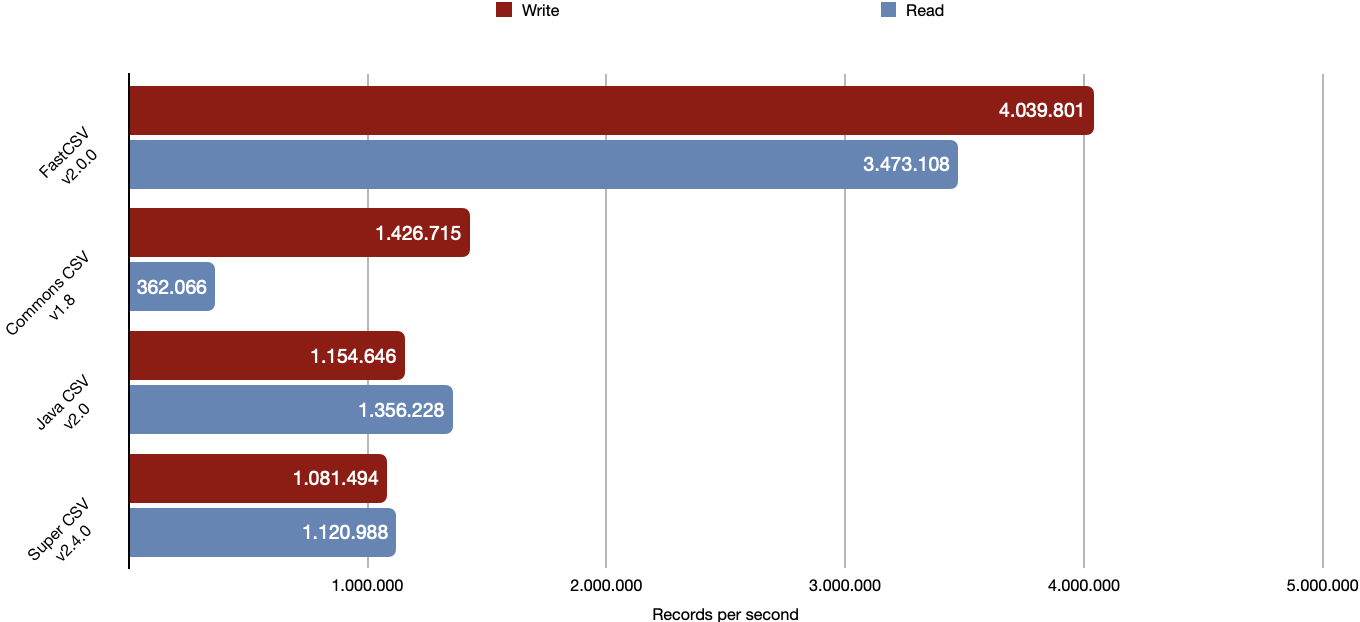 Write
Read
FastCSV
v2.0.0
4.039.801
3.473.108
Commons CSV
v1.8
1.426.715
362.066
Java CSV
v2.0
1.154.646
1.356.228
Super CSV
v2.4.0
1.081.494
1.120.988
1.000.000
2.000.000
3.000.000
4.000.000
5.000.000
Records per second